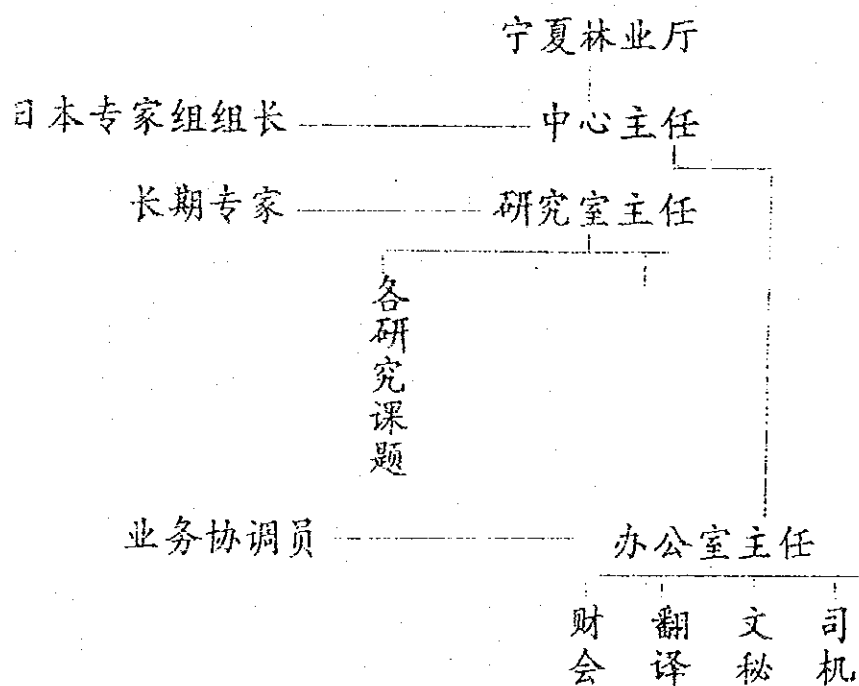 宁夏林业厅
日本专家组组长 中心主任
长期专家 研究室主任
各研究课题
业务协调员 办公室主任
财会 翻译 文秘 司机